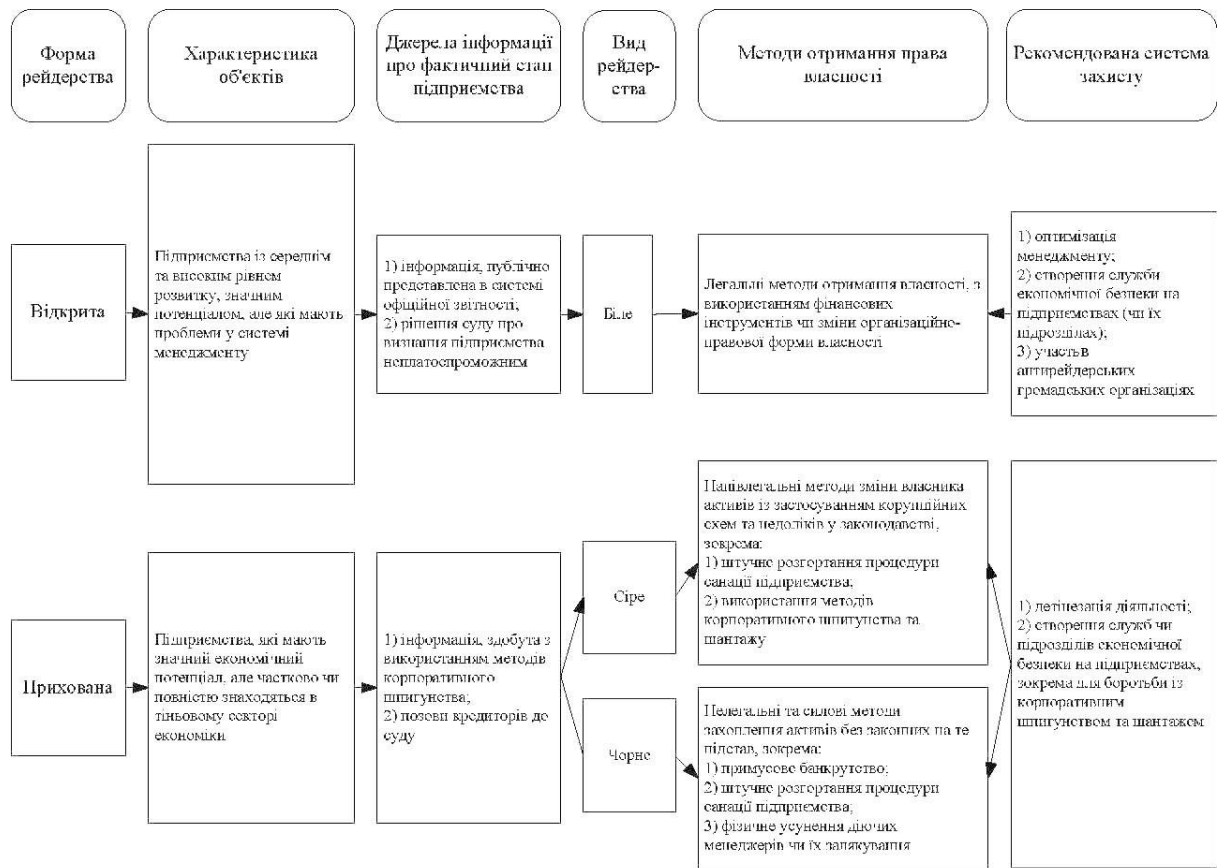 Форма
рейдерства
Характеристика
об'єктів
Джерела інформації
про фактичний стан
підприємства
Вид
рейдер-
ства
Методи отримання права
власності
Рекомендована система
захисту
Відкрита
Підприємства із середнім
та високим рівнем
розвитку, значним
потенціалом, але які мають
проблеми у системі
менеджменту
1) інформація, публічно
представлена в системі
офіційної звітності;
2) рішення суду про
визнання підприємства
неплатоспроможним
Біле
Легальні методи отримання власності, з
використанням фінансових
інструментів чи зміни організаційно-
правової форми власності
1) оптимізація
менеджменту;
2) створення служби
економічної безпеки на
підприємствах (чи їх
підрозділах);
3) участь в
антирейдерських
громадських організаціях
Прихована
Підприємства, які мають
значний економічний
потенціал, але частково чи
повністю знаходяться в
тіньовому секторі
економіки
1) інформація, здобута з
використанням методів
корпоративного
шпигунства;
2) позови кредиторів до
суду
Сіре
Напівлегальні методи зміни власника
активів із застосуванням корупційних
схем та недоліків у законодавстві,
зокрема:
1) штучне розгортання процедури
санації підприємства;
2) використання методів
корпоративного шпигунства та
шантажу
Чорне
Нелегальні та силові методи
захоплення активів без законних на те
підстав, зокрема:
1) примусове банкрутство;
2) штучне розгортання процедури
санації підприємства;
3) фізичне усунення діючих
менеджерів чи їх залякування
1) детінезація діяльності;
2) створення служб чи
підрозділів економічної
безпеки на підприємствах,
зокрема для боротьби із
корпоративним
шпигунством та шантажем